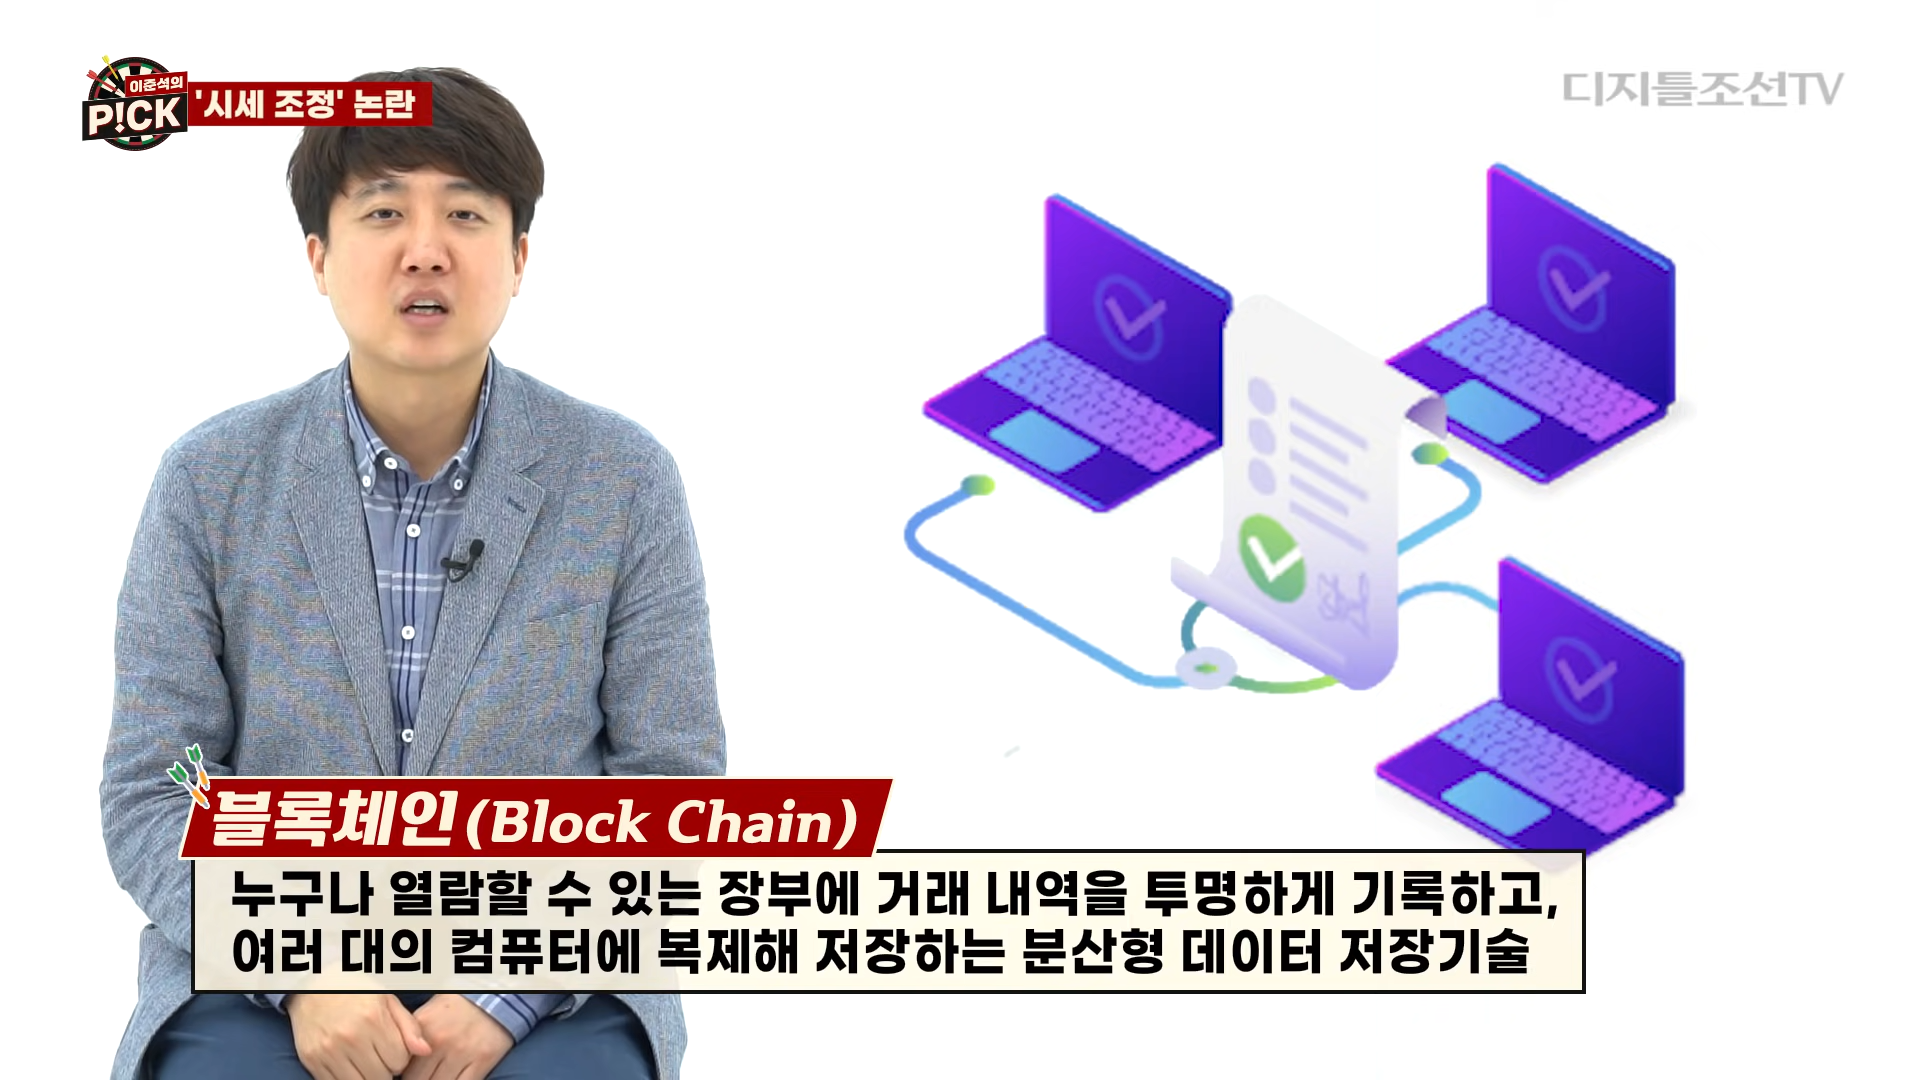 이준석의
P!CK
'시세 조정' 논란
디지틀조선TV
블록체인(Block Chain)
누구나 열람할 수 있는 장부에 거래 내역을 투명하게 기록하고,
여러 대의 컴퓨터에 복제해 저장하는 분산형 데이터 저장기술